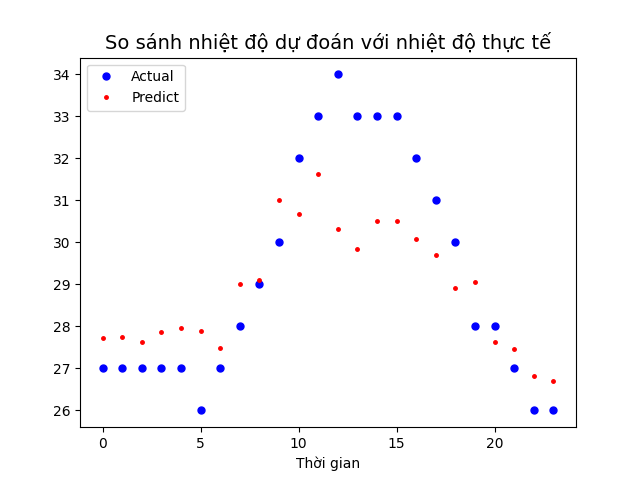 So sánh nhiệt độ dự đoán với nhiệt độ thực tế
Actual
Predict
34
33
32
31
30
29
28
27
26
0 5 10 15 20
Thời gian